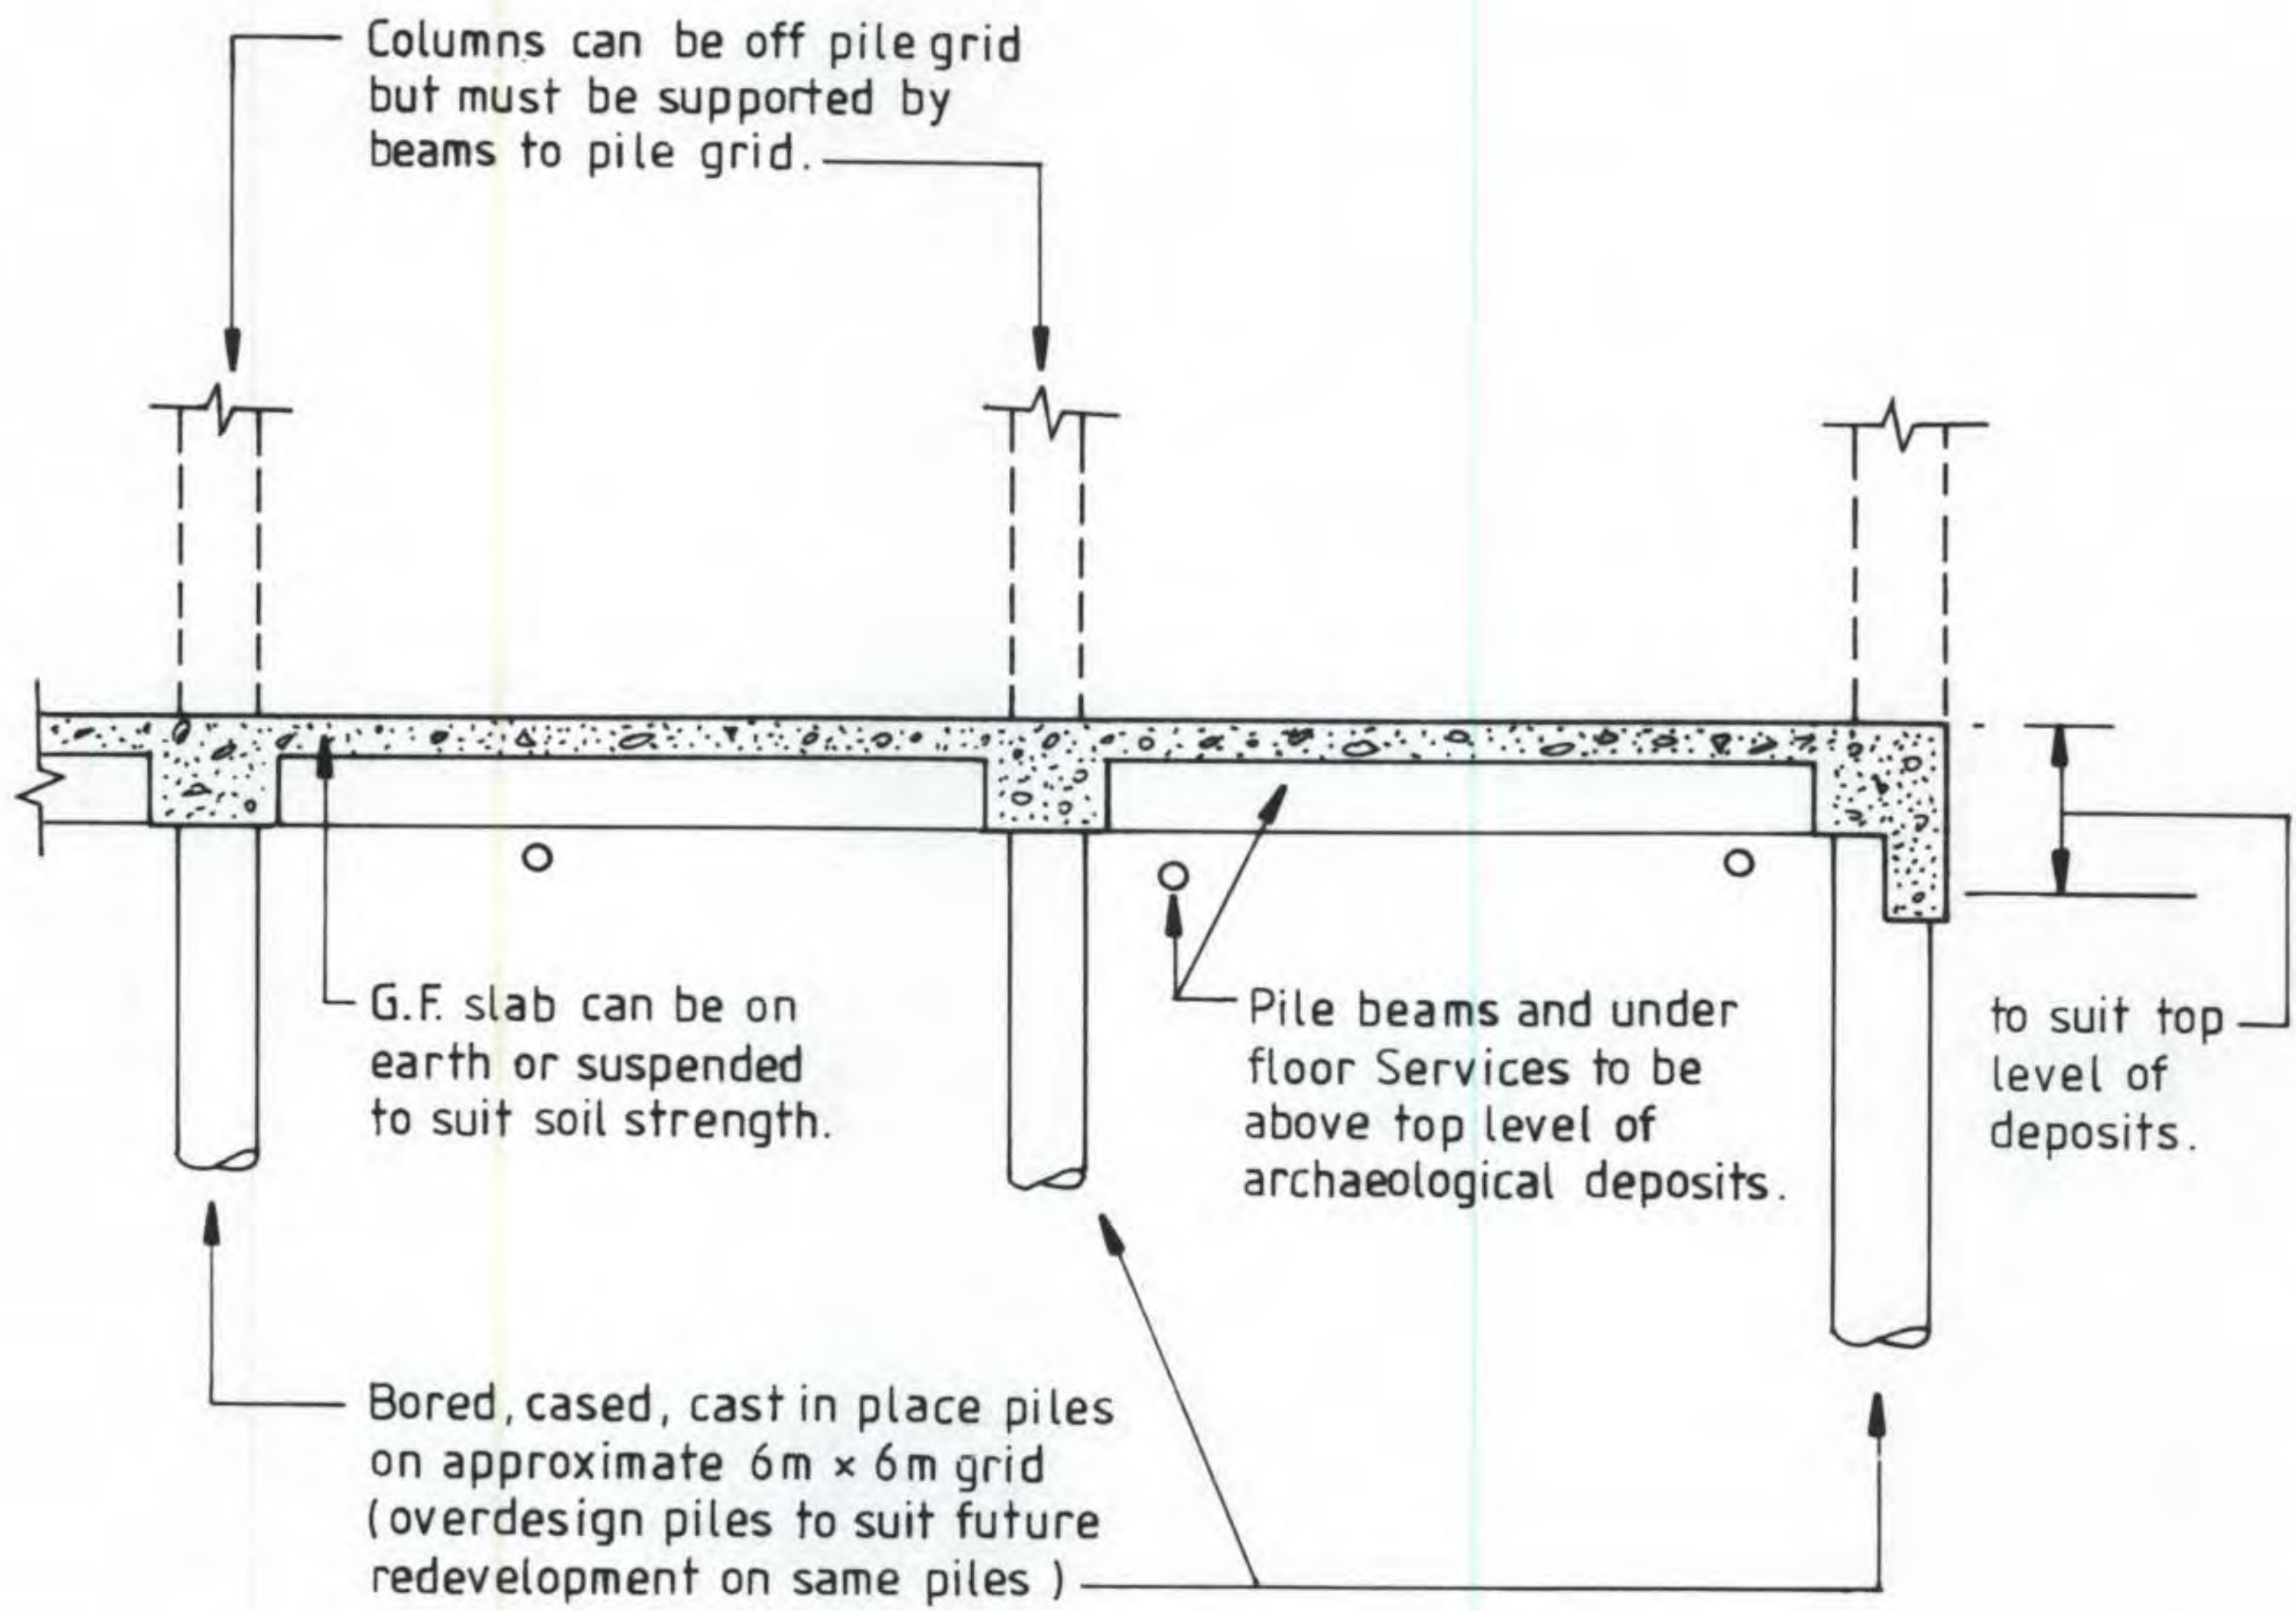 Columns can be off pile grid
but must be supported by
beams to pile grid.
G.F. slab can be on
earth or suspended
to suit soil strength.
Pile beams and under
floor Services to be
above top level of
archaeological deposits.
to suit top
level of
deposits.
Bored, cased, cast in place piles
on approximate 6m × 6m grid
(overdesign piles to suit future
redevelopment on same piles)